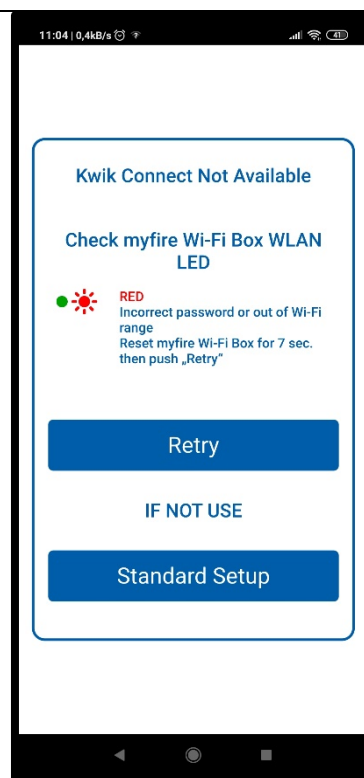 11:04 | 0,4kB/s
41
Kwik Connect Not Available
Check myfire Wi-Fi Box WLAN
LED
RED
Incorrect password or out of Wi-Fi
range
Reset myfire Wi-Fi Box for 7 sec.
then push „Retry“
Retry
IF NOT USE
Standard Setup